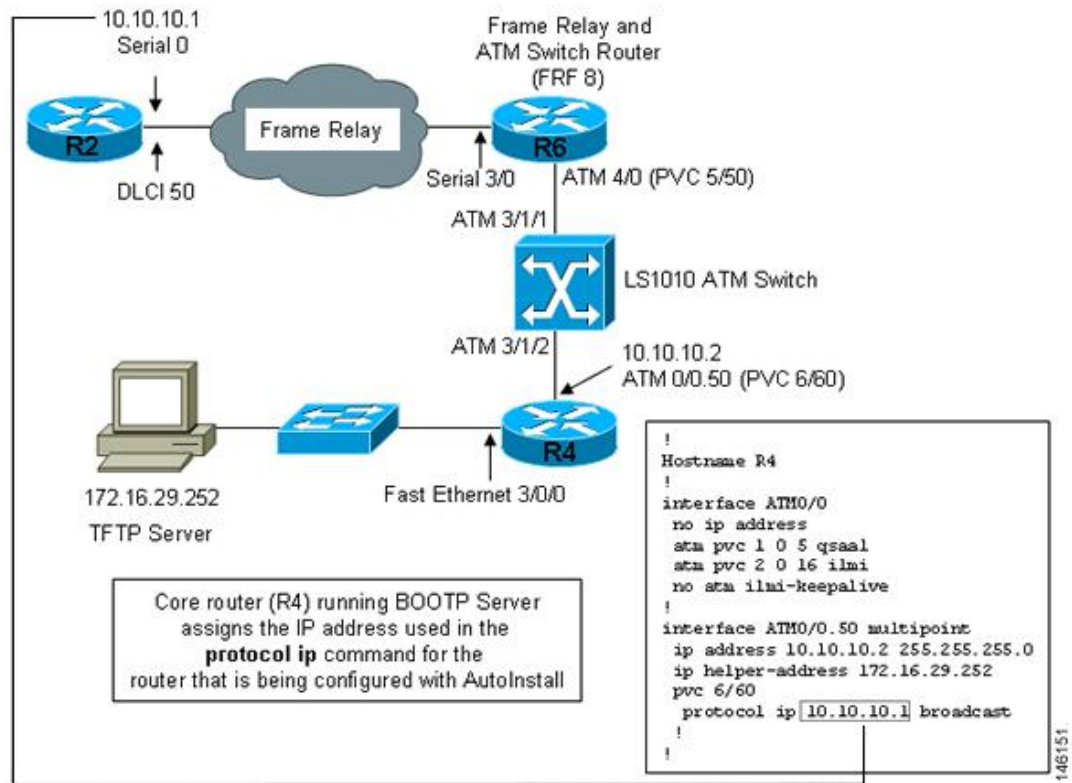 10.10.10.1
Serial 0
Frame Relay and
ATM Switch Router
(FRF 8)
R2
Frame Relay
R6
DLCI 50
Serial 3/0
ATM 4/0 (PVC 5/50)
ATM 3/1/1
LS1010 ATM Switch
ATM 3/1/2
10.10.10.2
ATM 0/0.50 (PVC 6/60)
R4
172.16.29.252
TFTP Server
Fast Ethernet 3/0/0
Core router (R4) running BOOTP Server
assigns the IP address used in the
protocol ip command for the
router that is being configured with AutoInstall
!
Hostname R4
!
interface ATM0/0
no ip address
atm pvc 1 0 5 qsaal
atm pvc 2 0 16 ilmi
no atm ilmi-keepalive
!
interface ATM0/0.50 multipoint
ip address 10.10.10.2 255.255.255.0
ip helper-address 172.16.29.252
pvc 6/60
protocol ip 10.10.10.1 broadcast
!
!
146151